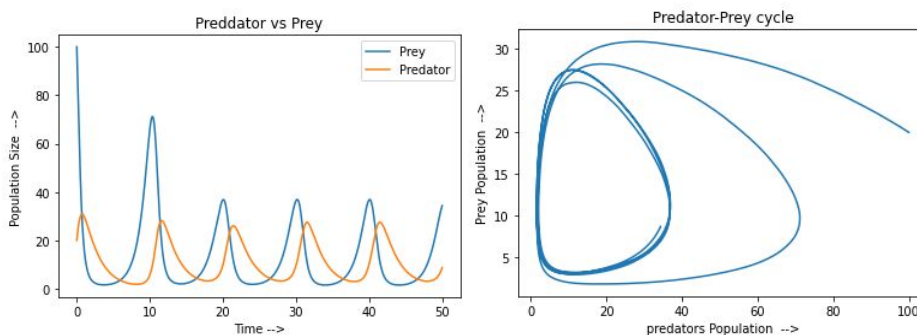 Preddator vs Prey
Prey
Predator
Population Size -->
100
80
60
40
20
0
0 10 20 30 40 50
Time -->
Predator-Prey cycle
Prey Population -->
30
25
20
15
10
5
0 20 40 60 80 100
predators Population -->